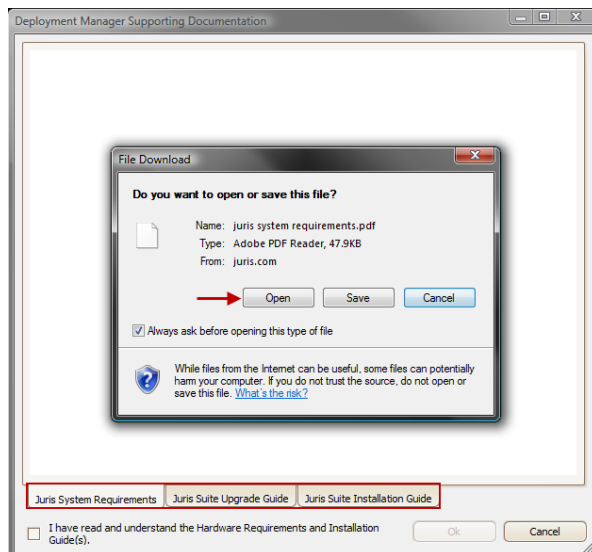 Deployment Manager Supporting Documentation
File Download
Do you want to open or save this file?
Name: juris system requirements.pdf
Type: Adobe PDF Reader, 47.9KB
From: juris.com
Open Save Cancel
Always ask before opening this type of file
While files from the Internet can be useful, some files can potentially
harm your computer. If you do not trust the source, do not open or
save this file. What's the risk?
Juris System Requirements Juris Suite Upgrade Guide Juris Suite Installation Guide
I have read and understand the Hardware Requirements and Installation
Guide(s).
Ok Cancel